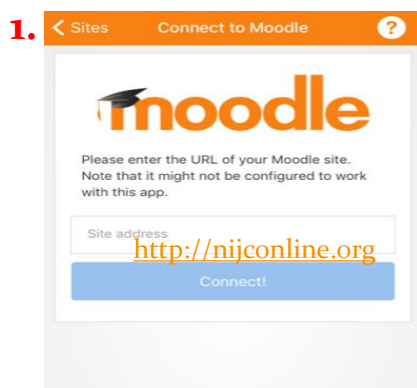 1.
Sites Connect to Moodle ?
moodle
Please enter the URL of your Moodle site.
Note that it might not be configured to work
with this app.
Site address
http://nijconline.org
Connect!